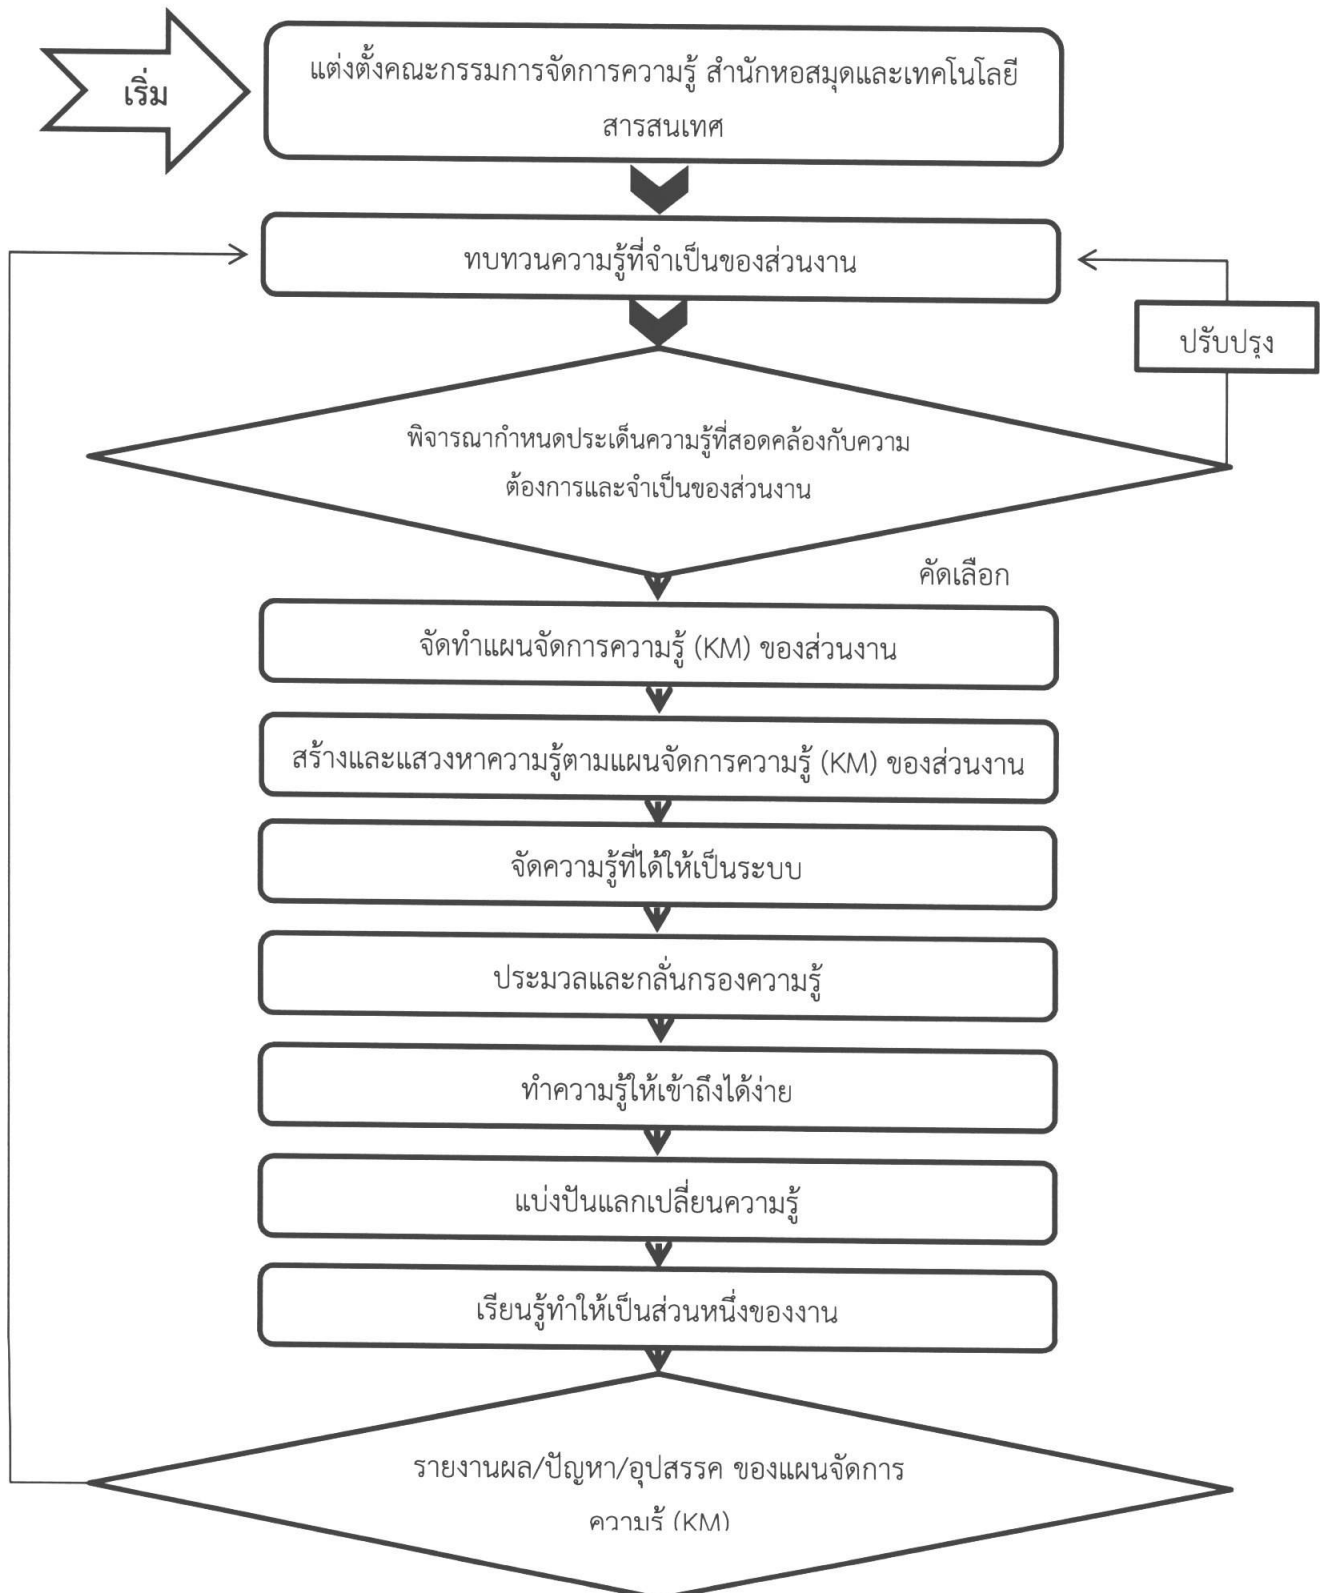 เริ่ม
แต่งตั้งคณะกรรมการจัดการความรู้ สำนักหอสมุดและเทคโนโลยี
สารสนเทศ
ทบทวนความรู้ที่จำเป็นของส่วนงาน
ปรับปรุง
พิจารณากำหนดประเด็นความรู้ที่สอดคล้องกับความ
ต้องการและจำเป็นของส่วนงาน
คัดเลือก
จัดทำแผนจัดการความรู้ (KM) ของส่วนงาน
สร้างและแสวงหาความรู้ตามแผนจัดการความรู้ (KM) ของส่วนงาน
จัดความรู้ที่ได้ให้เป็นระบบ
ประมวลและกลั่นกรองความรู้
ทำความรู้ให้เข้าถึงได้ง่าย
แบ่งปันแลกเปลี่ยนความรู้
เรียนรู้ทำให้เป็นส่วนหนึ่งของงาน
รายงานผล/ปัญหา/อุปสรรค ของแผนจัดการ
ความรู้ (KM)